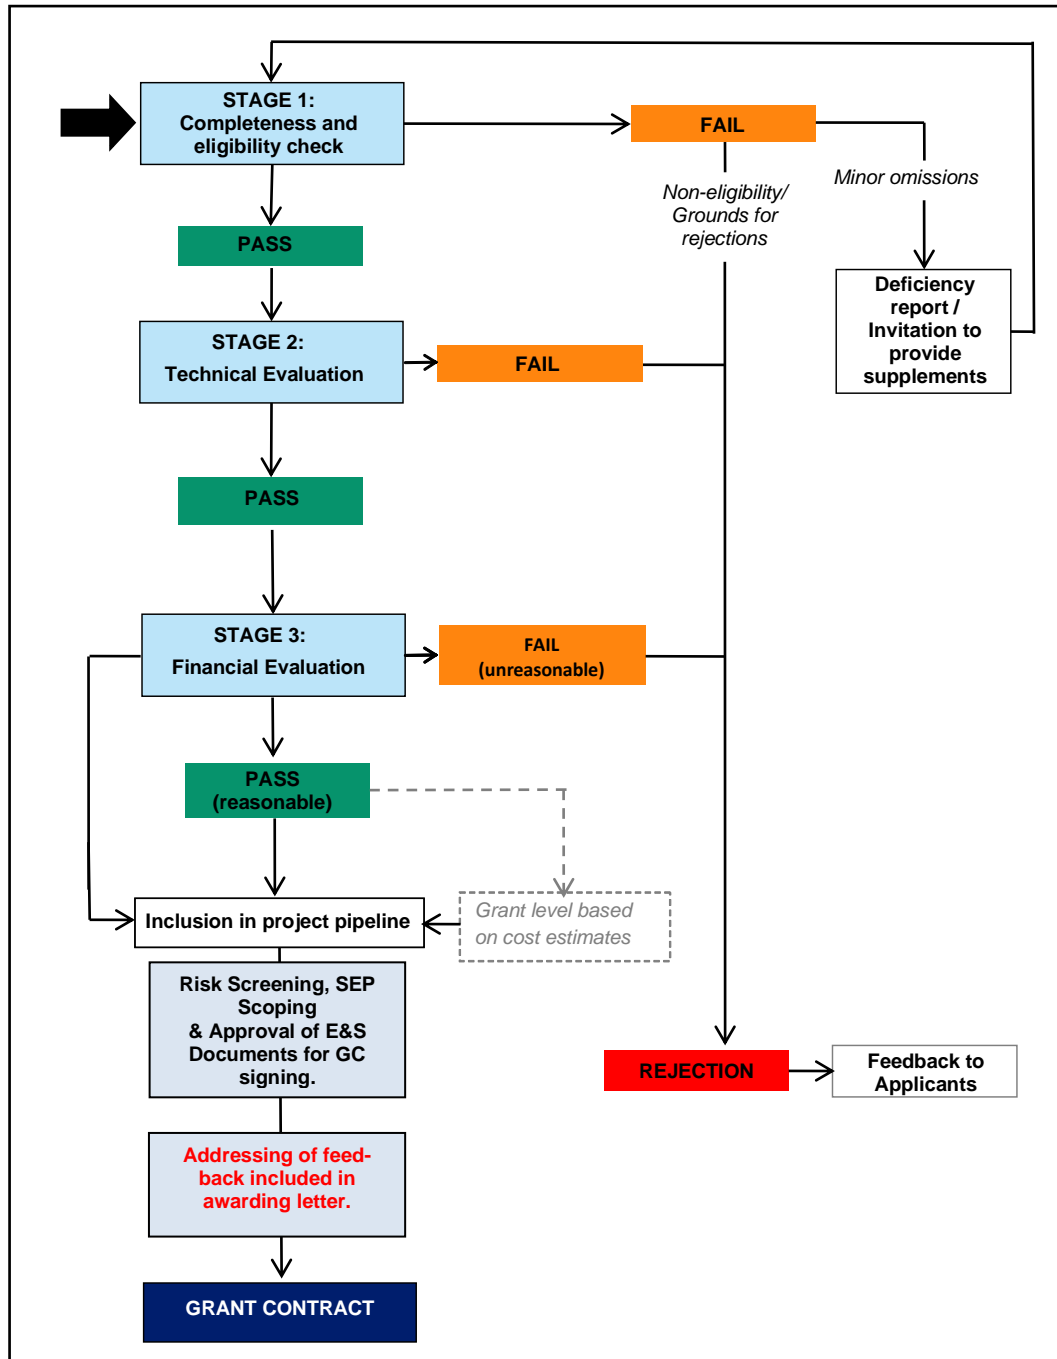 STAGE 1:
Completeness and
eligibility check
FAIL
Non-eligibility/
Grounds for
rejections
Minor omissions
PASS
Deficiency
report /
Invitation to
provide
supplements
STAGE 2:
Technical Evaluation
FAIL
PASS
STAGE 3:
Financial Evaluation
FAIL
(unreasonable)
PASS
(reasonable)
Inclusion in project pipeline
Grant level based
on cost estimates
Risk Screening, SEP
Scoping
& Approval of E&S
Documents for GC
signing.
REJECTION
Feedback to
Applicants
Addressing of feed-
back included in
awarding letter.
GRANT CONTRACT